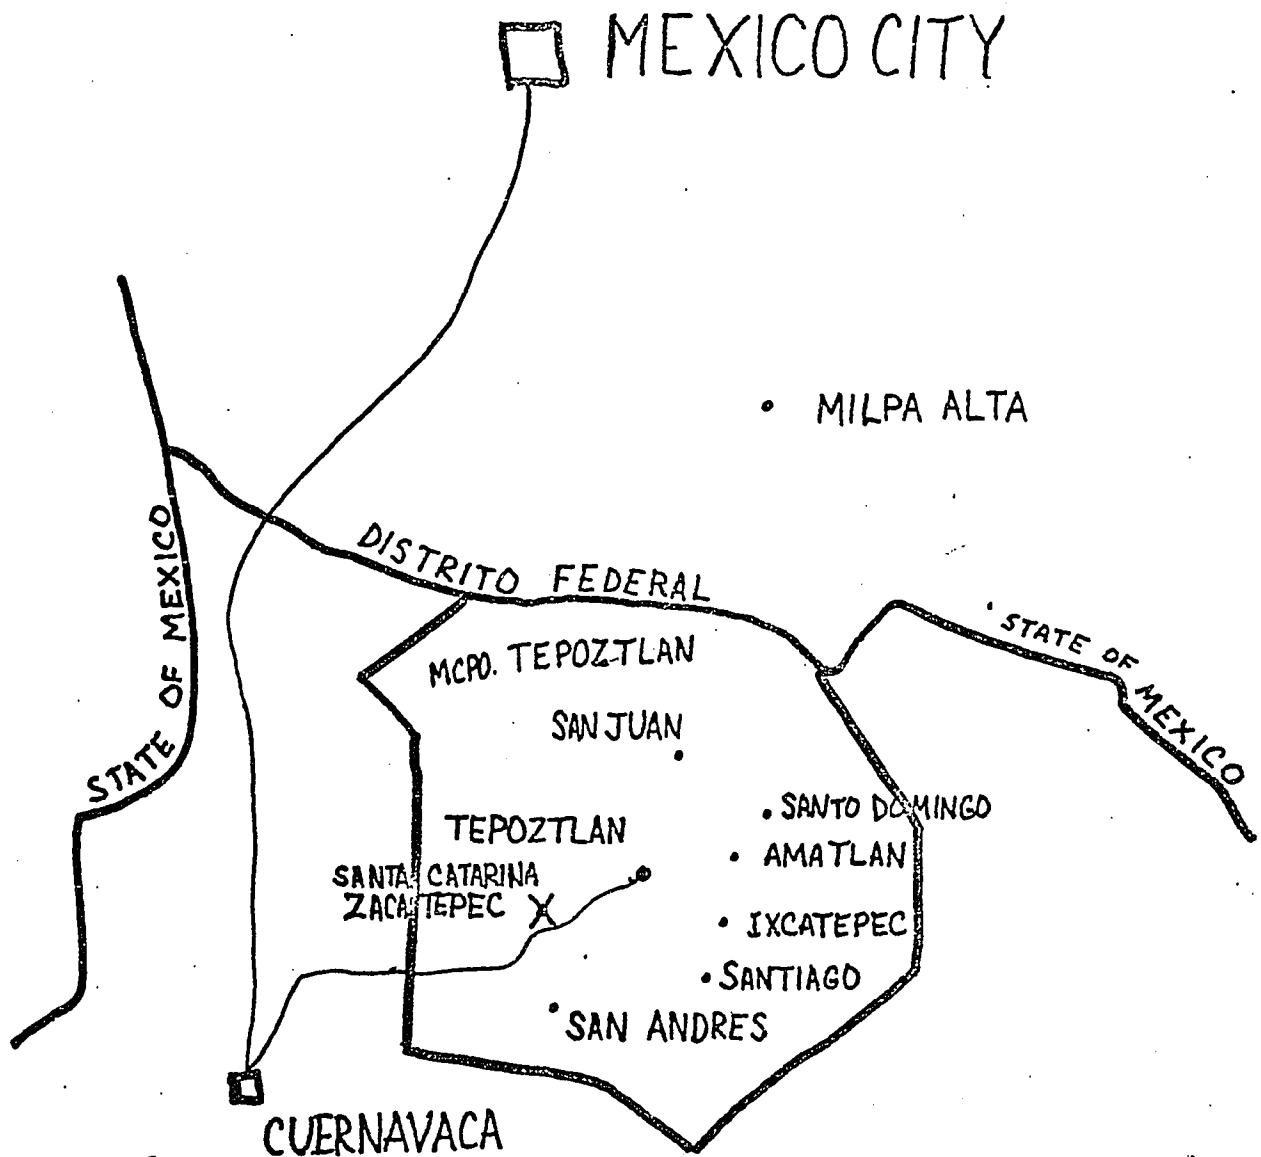 MEXICO CITY
MILPA ALTA
STATE OF MEXICO
DISTRITO FEDERAL
STATE OF MEXICO
MCPO. TEPOZTLAN
SAN JUAN
SANTO DOMINGO
TEPOZTLAN
AMATLAN
SANTA CATARINA
ZACATEPEC X
IXCATEPEC
SANTIAGO
SAN ANDRES
CUERNAVACA